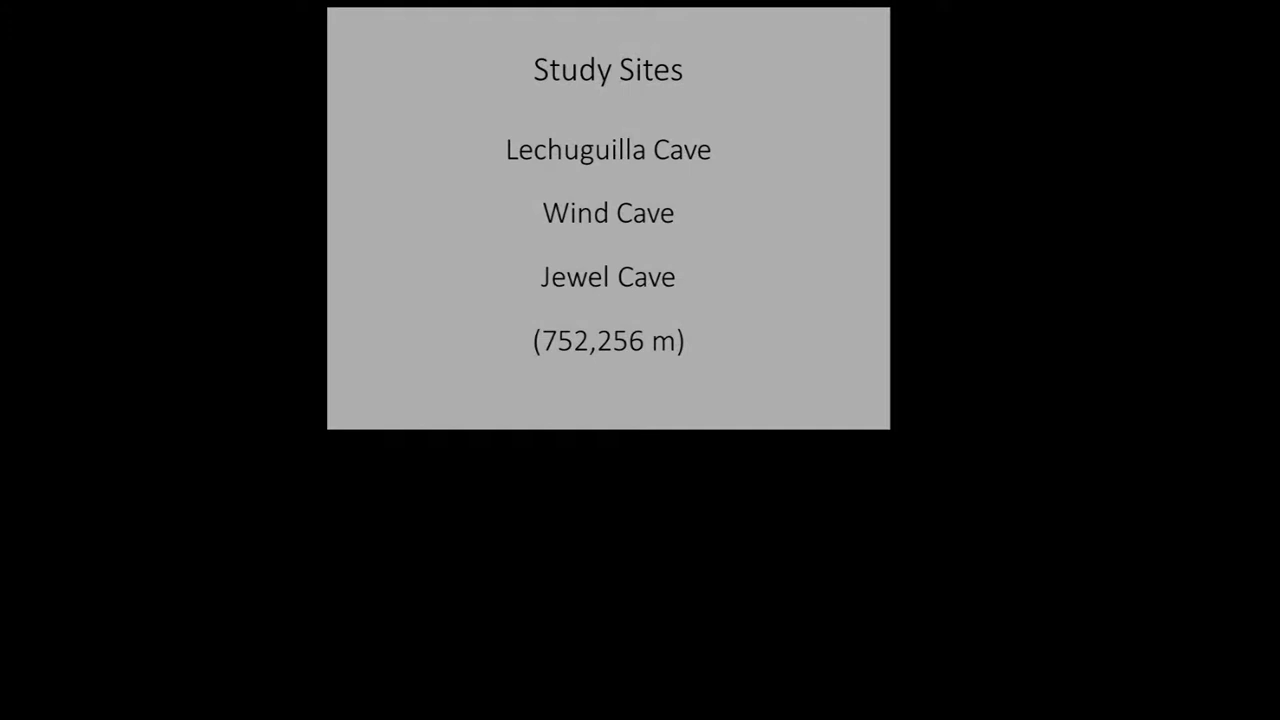 Study Sites
Lechuguilla Cave
Wind Cave
Jewel Cave
(752,256 m)